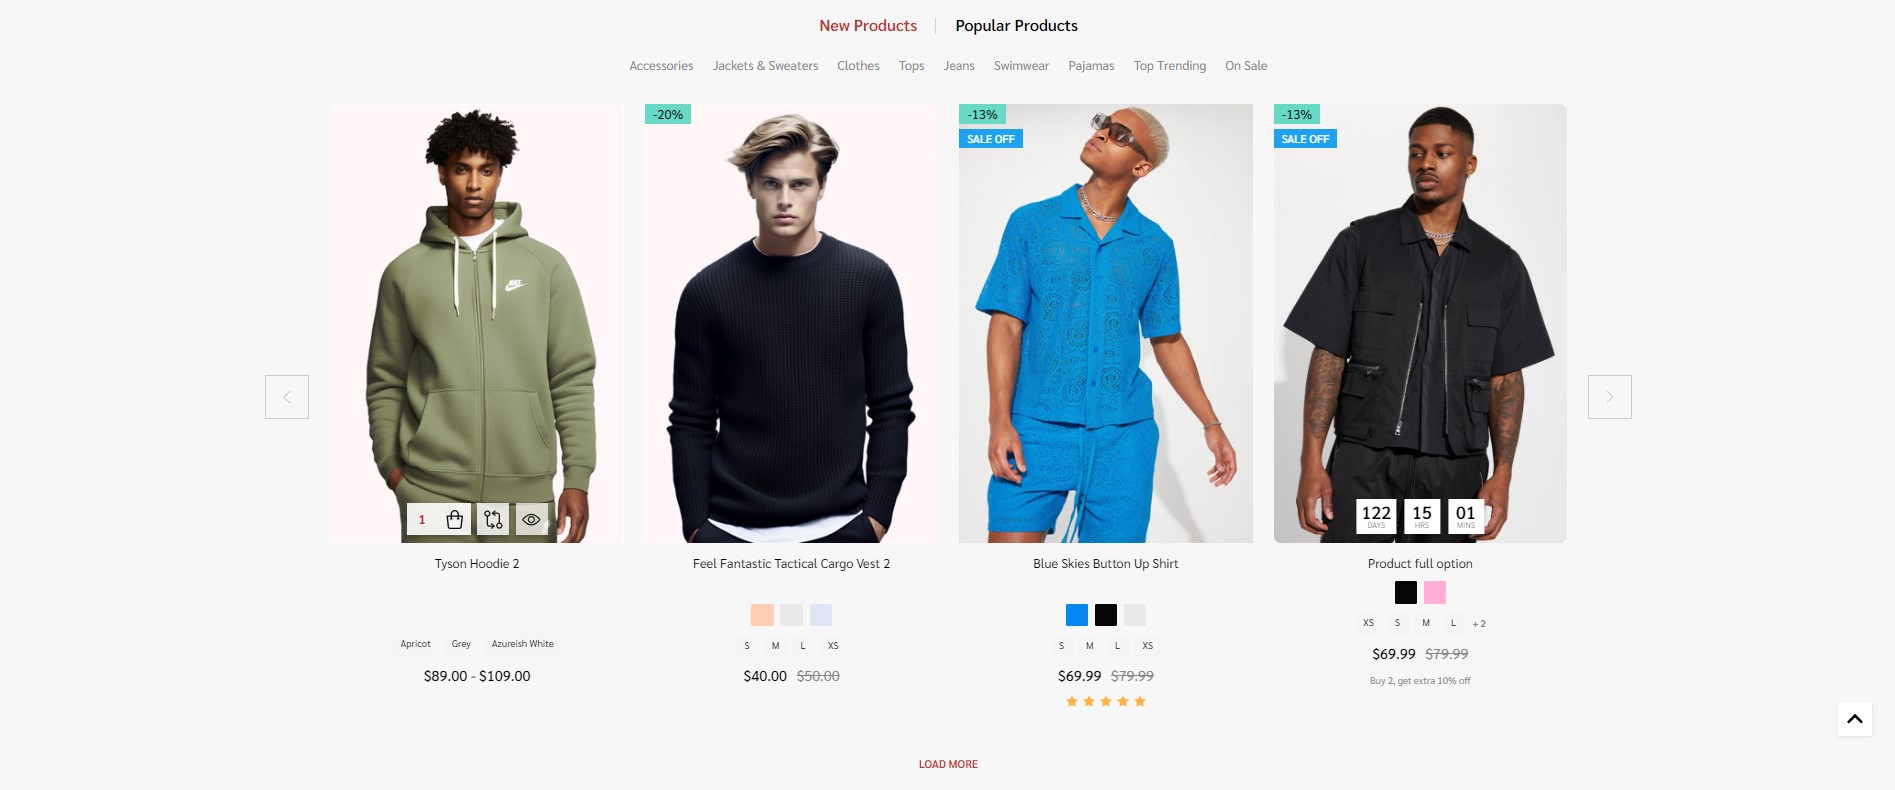 New Products
Popular Products
Accessories Jackets & Sweaters Clothes Tops Jeans Swimwear Pajamas Top Trending On Sale
NIKE
1
Tyson Hoodie 2
Apricot Grey Azureish White
$89.00 - $109.00
-20%
Feel Fantastic Tactical Cargo Vest 2
S M L XS
$40.00 $50.00
-13%
SALE OFF
Blue Skies Button Up Shirt
S M L XS
$69.99 $79.99
-13%
SALE OFF
122 15 01
DAYS HRS MINS
Product full option
XS S M L + 2
$69.99 $79.99
Buy 2, get extra 10% off
LOAD MORE